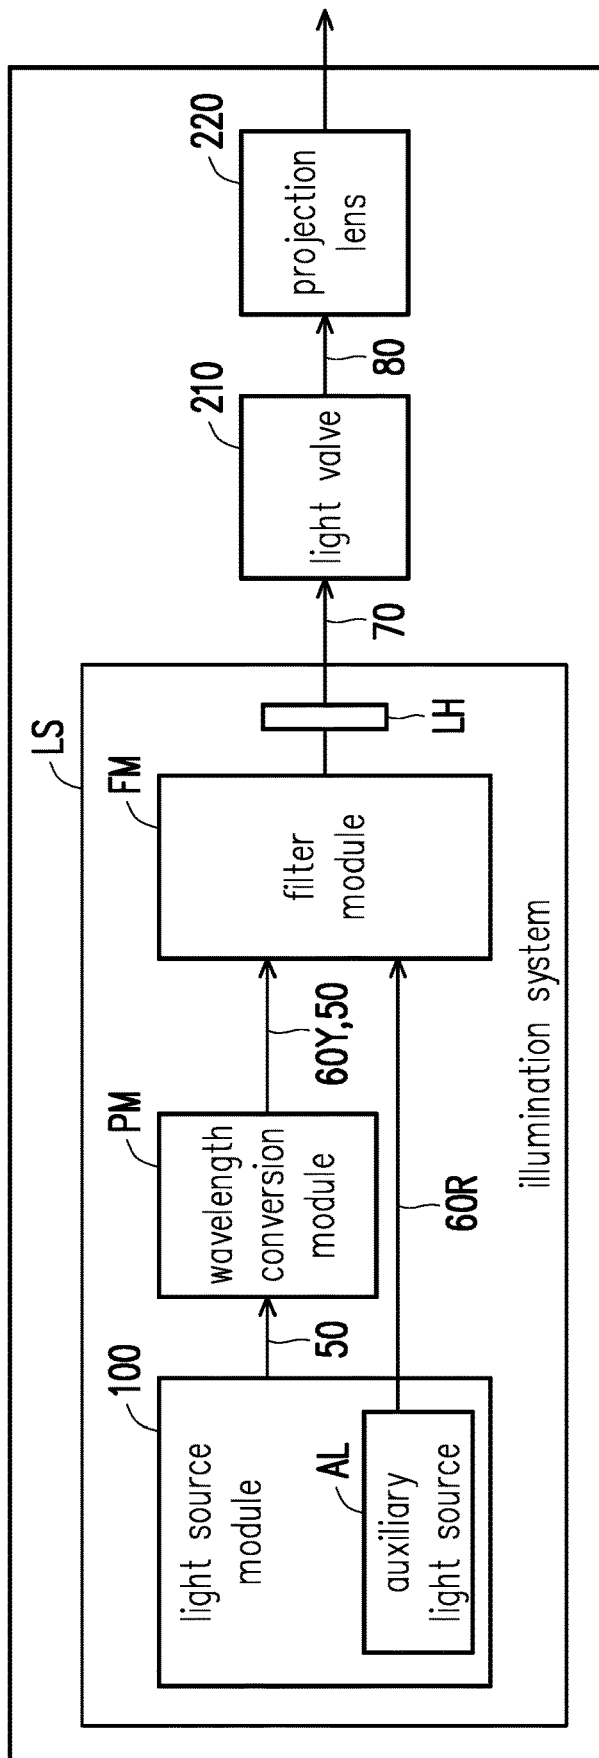 LS
100
light source
module
AL
auxiliary
light source
50
PM
wavelength
conversion
module
60Y,50
60R
FM
filter
module
LH
illumination system
70
210
light valve
80
220
projection
lens